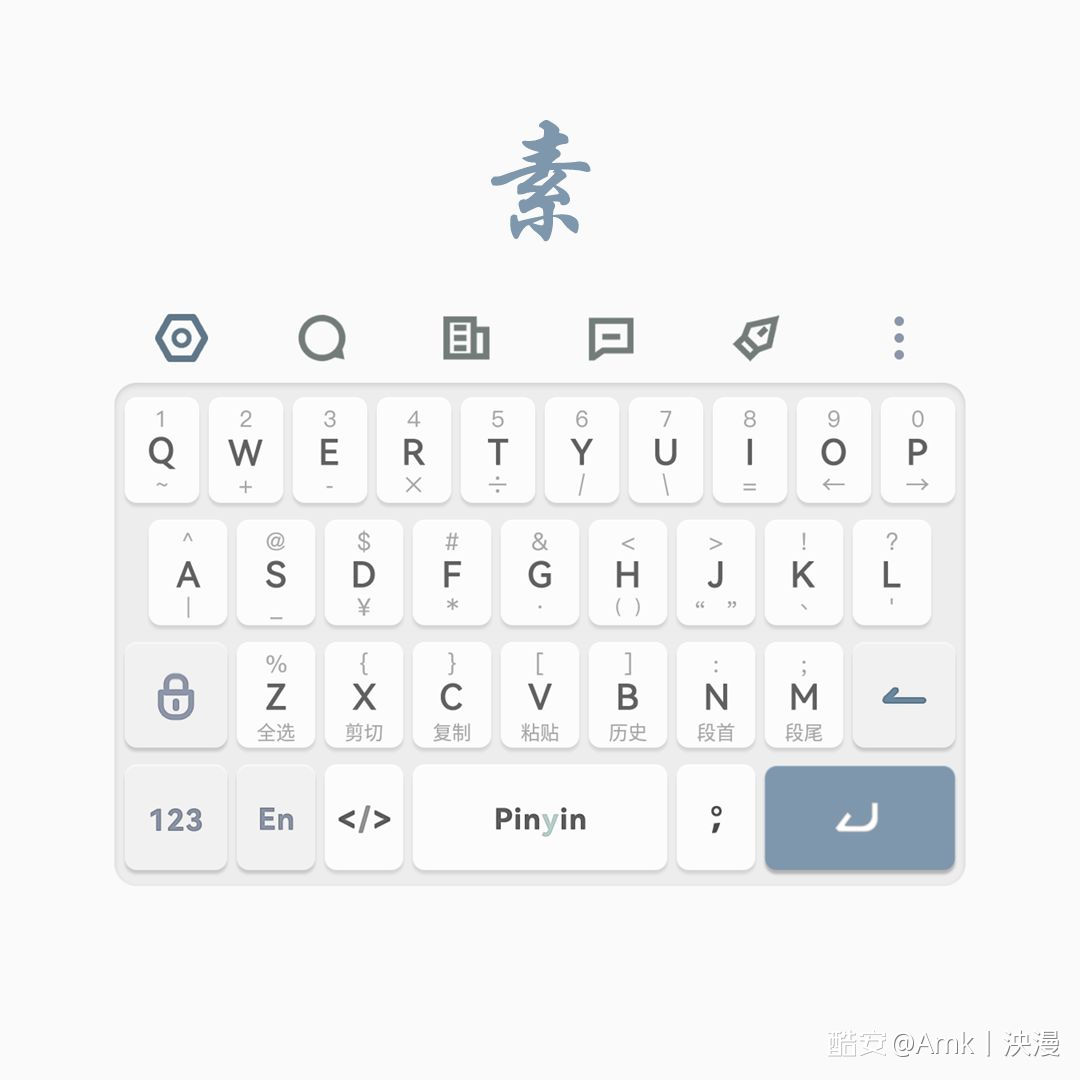 素
1 2 3 4 5 6 7 8 9 0
Q W E R T Y U I O P
~ + - × ÷ / \ = ← →
^ @ $ # & < > ! ?
A S D F G H J K L
| _ ¥ * · ( ) “ ” 、 '
% { } [ ] : ;
Z X C V B N M
全选 剪切 复制 粘贴 历史 段首 段尾
123 En </> Pinyin ;
酷安 @Amk｜泱漫